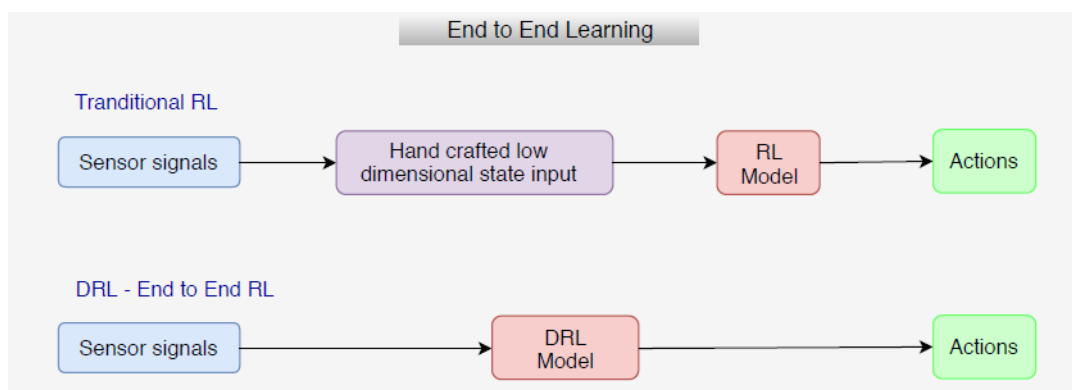 End to End Learning
Tranditional RL
Sensor signals
Hand crafted low
dimensional state input
RL
Model
Actions
DRL - End to End RL
Sensor signals
DRL
Model
Actions